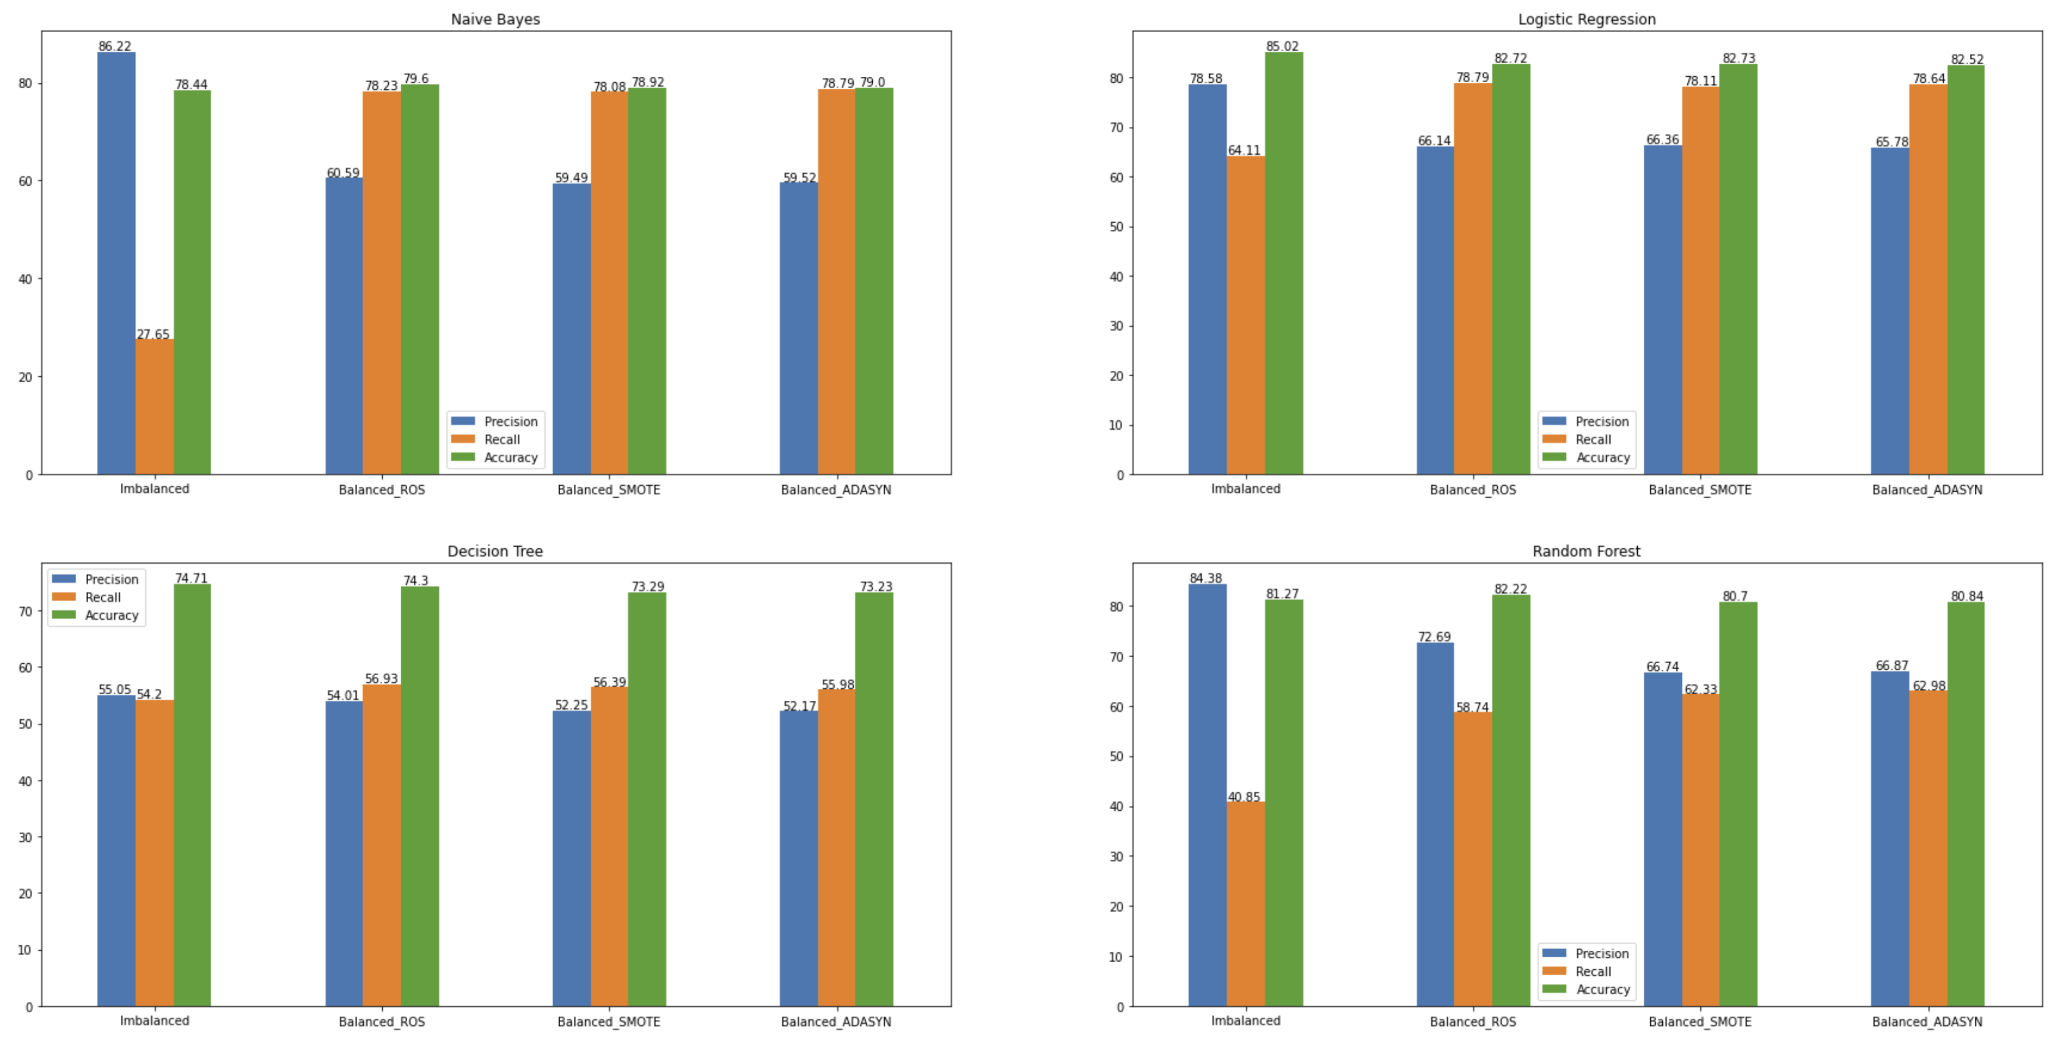 Naive Bayes
86.22
78.44
78.23
79.6
78.08
78.92
78.79
79.0
60.59
59.49
59.52
27.65
80
60
40
20
0
Precision
Recall
Accuracy
Imbalanced
Balanced_ROS
Balanced_SMOTE
Balanced_ADASYN
Logistic Regression
85.02
78.58
64.11
82.72
78.79
66.14
82.73
78.11
66.36
82.52
78.64
65.78
80
70
60
50
40
30
20
10
0
Precision
Recall
Accuracy
Imbalanced
Balanced_ROS
Balanced_SMOTE
Balanced_ADASYN
Decision Tree
Precision
Recall
Accuracy
74.71
55.05
54.2
74.3
54.01
56.93
73.29
52.25
56.39
73.23
52.17
55.98
70
60
50
40
30
20
10
0
Imbalanced
Balanced_ROS
Balanced_SMOTE
Balanced_ADASYN
Random Forest
84.38
40.85
81.27
72.69
58.74
82.22
66.74
62.33
80.7
66.87
62.98
80.84
80
70
60
50
40
30
20
10
0
Precision
Recall
Accuracy
Imbalanced
Balanced_ROS
Balanced_SMOTE
Balanced_ADASYN